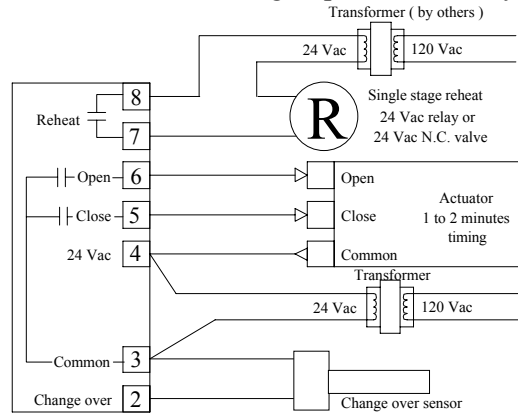 Transformer ( by others )
24 Vac
120 Vac
8
Reheat
7
R
Single stage reheat
24 Vac relay or
24 Vac N.C. valve
Open
6
Open
Close
5
Close
Actuator
1 to 2 minutes
timing
24 Vac
4
Common
Transformer
24 Vac
120 Vac
Common
3
Change over
2
Change over sensor